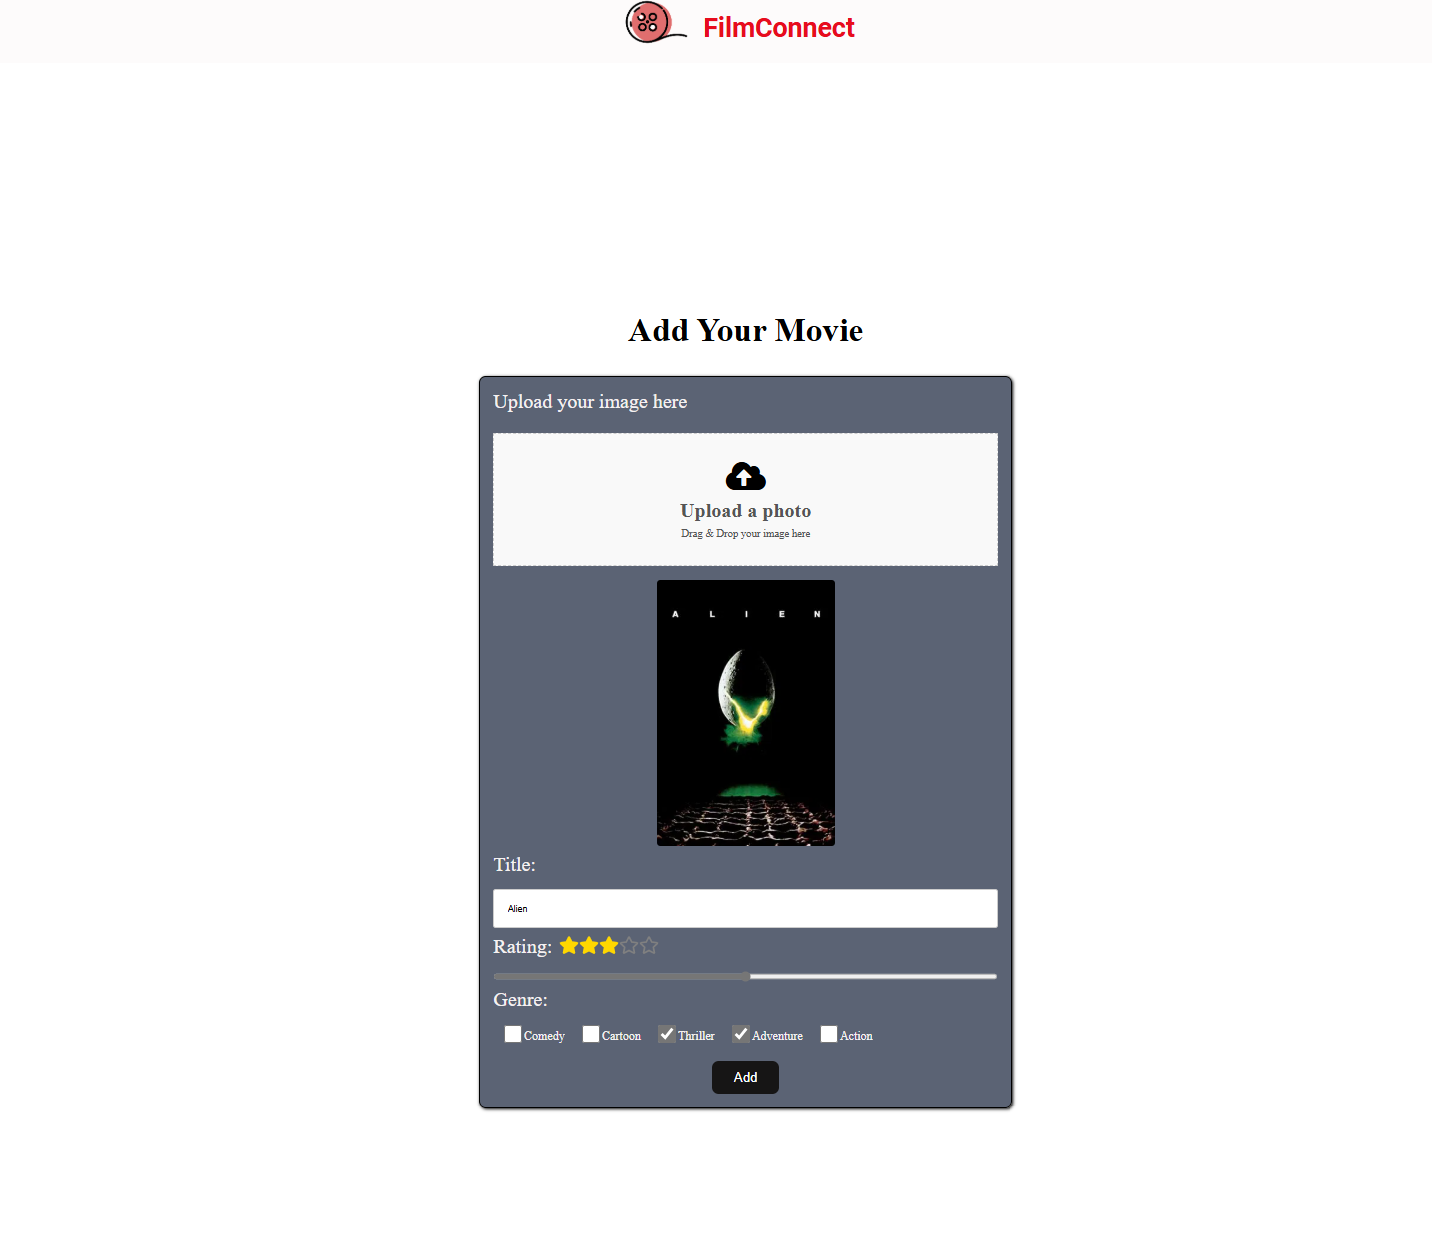 FilmConnect
Add Your Movie
Upload your image here
Upload a photo
Drag & Drop your image here
A L I E N
Title:
Alien
Rating:
Genre:
Comedy Cartoon Thriller Adventure Action
Add